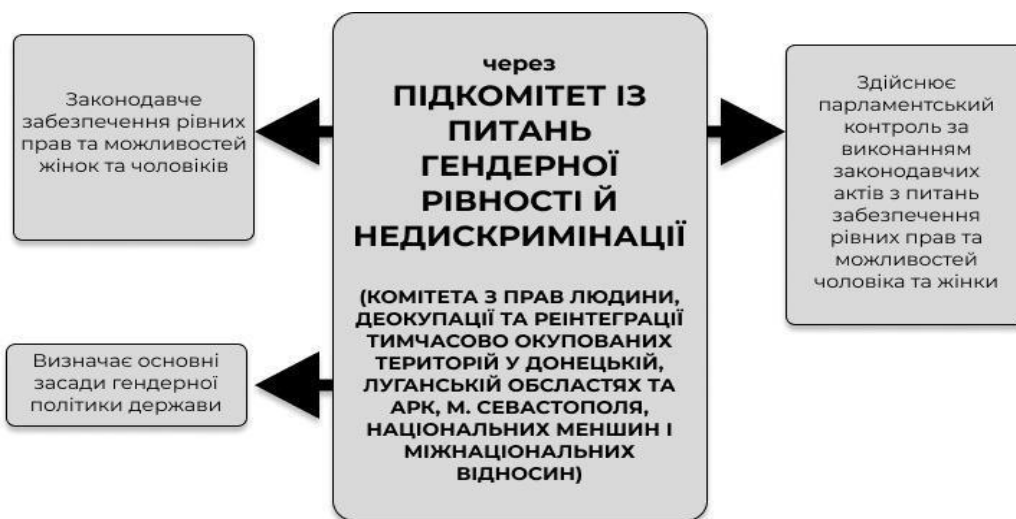 Законодавче
забезпечення рівних
прав та можливостей
жінок та чоловіків
Визначає основні
засади гендерної
політики держави
через
ПІДКОМІТЕТ ІЗ
ПИТАНЬ
ГЕНДЕРНОЇ
РІВНОСТІ Й
НЕДИСКРИМІНАЦІЇ
(КОМІТЕТА З ПРАВ ЛЮДИНИ,
ДЕОКУПАЦІЇ ТА РЕІНТЕГРАЦІЇ
ТИМЧАСОВО ОКУПОВАНИХ
ТЕРИТОРІЙ У ДОНЕЦЬКІЙ,
ЛУГАНСЬКІЙ ОБСЛАСТЯХ ТА
АРК, М. СЕВАСТОПОЛЯ,
НАЦІОНАЛЬНИХ МЕНШИН І
МІЖНАЦІОНАЛЬНИХ
ВІДНОСИН)
Здійснює
парламентський
контроль за
виконанням
законодавчих
актів з питань
забезпечення
рівних прав та
можливостей
чоловіка та жінки